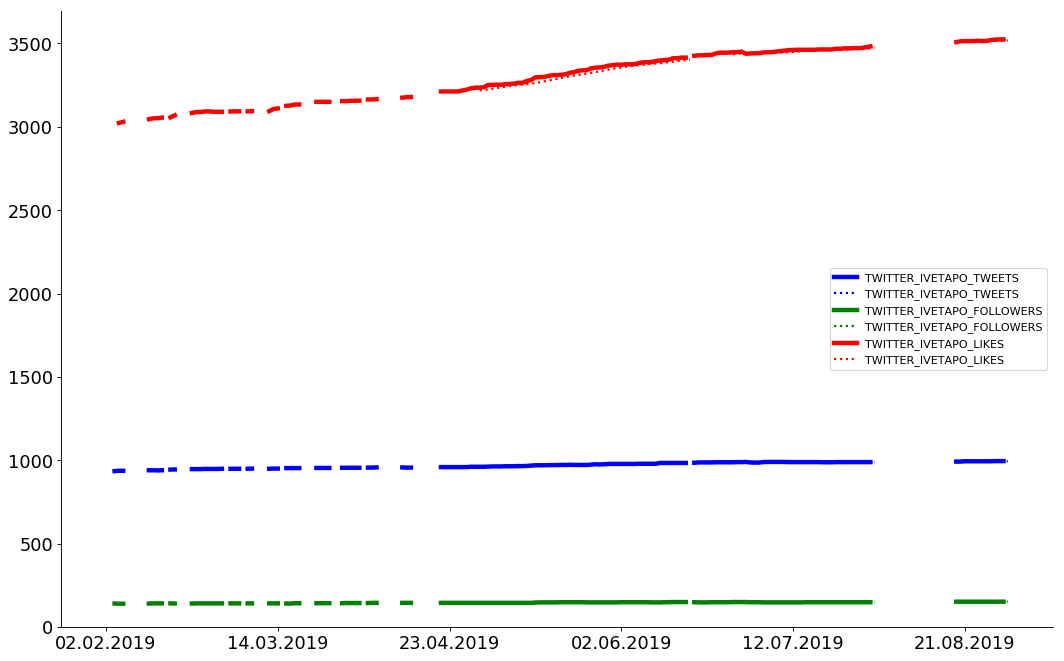 3500
3000
2500
2000
1500
1000
500
0
TWITTER_IVETAPO_TWEETS
TWITTER_IVETAPO_TWEETS
TWITTER_IVETAPO_FOLLOWERS
TWITTER_IVETAPO_FOLLOWERS
TWITTER_IVETAPO_LIKES
TWITTER_IVETAPO_LIKES
02.02.2019 14.03.2019 23.04.2019 02.06.2019 12.07.2019 21.08.2019